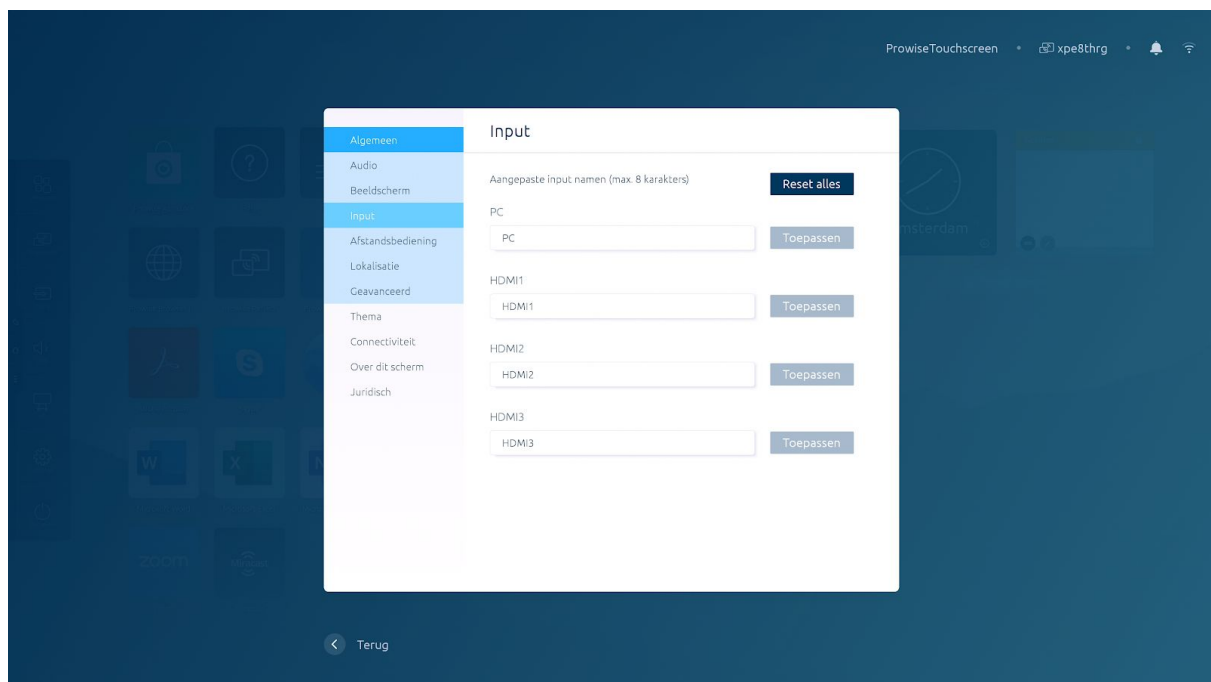 ProwiseTouchscreen • xpe8thrg •
Algemeen
Audio
Beeldscherm
Input
Afstandsbediening
Lokalisatie
Geavanceerd
Thema
Connectiviteit
Over dit scherm
Juridisch
Input
Aangepaste input namen (max. 8 karakters)
Reset alles
PC
PC
Toepassen
HDMI1
HDMI1
Toepassen
HDMI2
HDMI2
Toepassen
HDMI3
HDMI3
Toepassen
msterdam
zoom
Terug